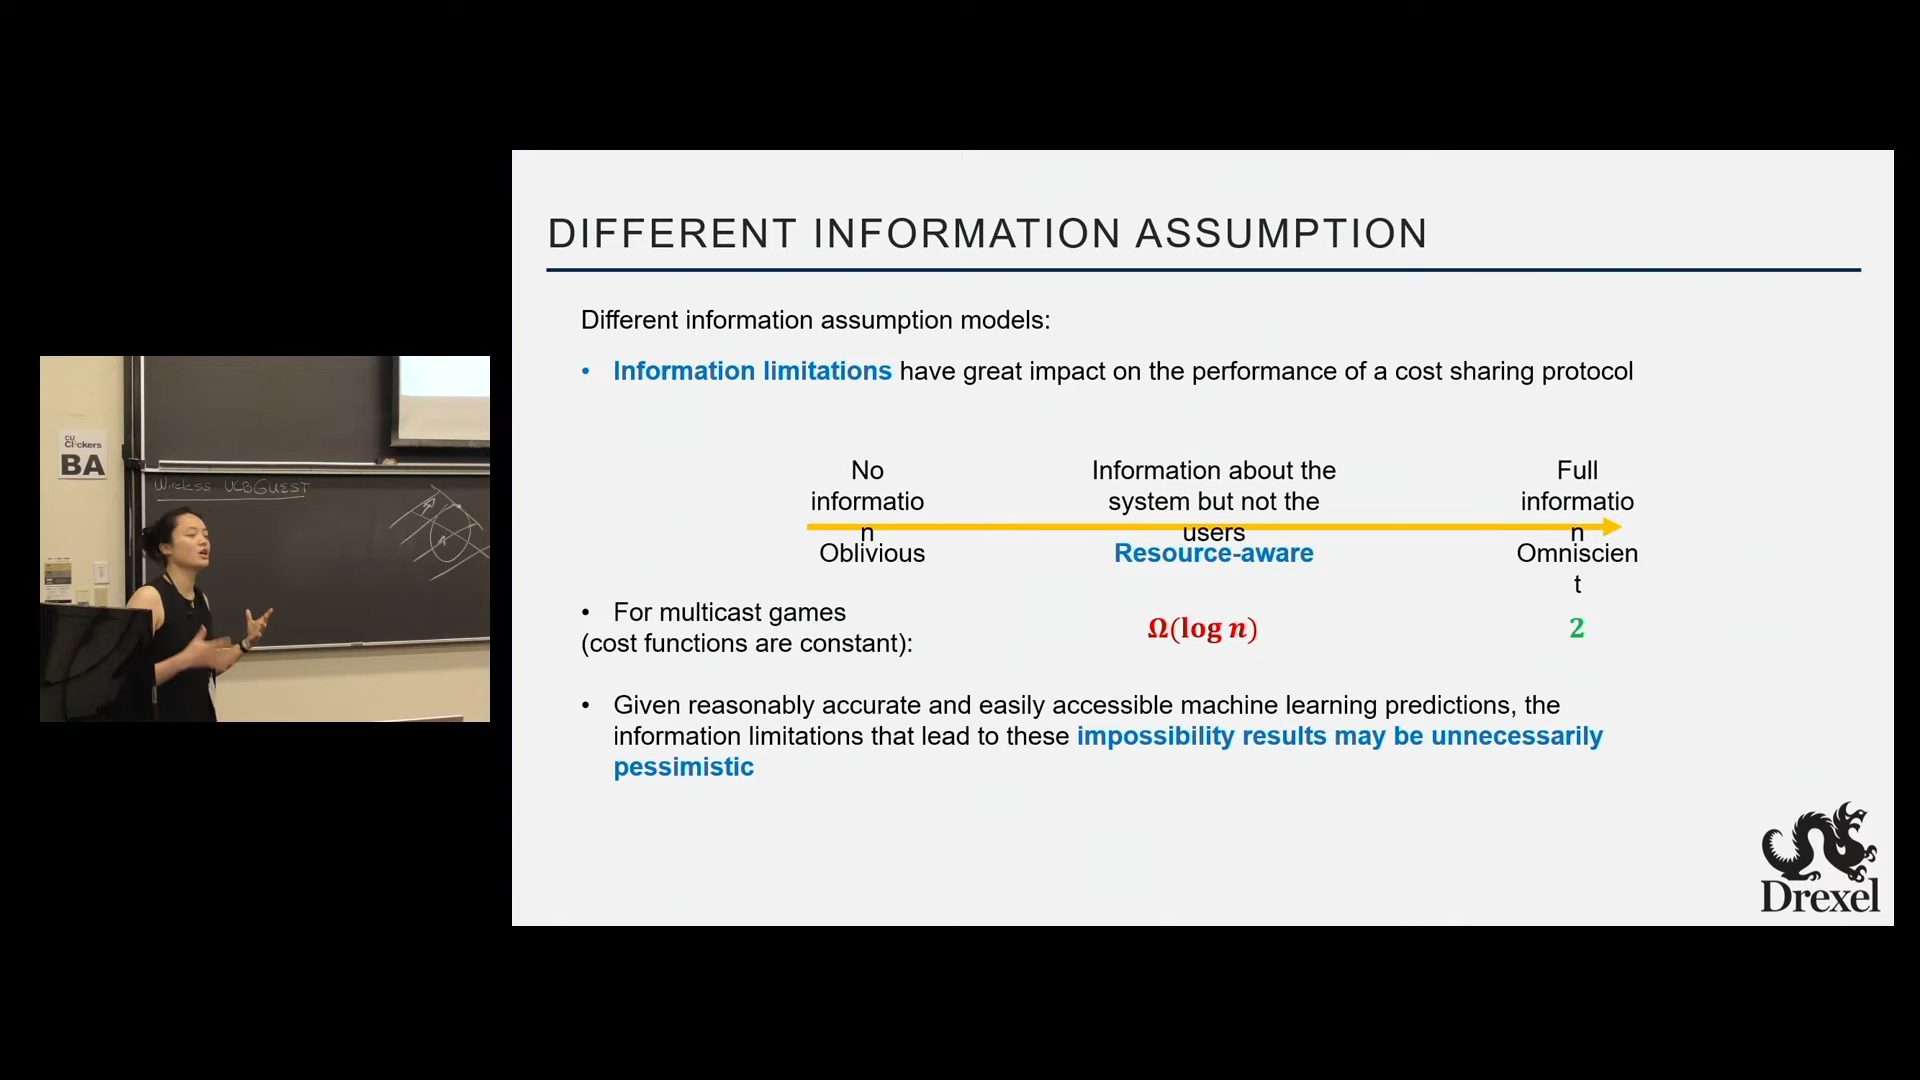 DIFFERENT INFORMATION ASSUMPTION
Different information assumption models:
• Information limitations have great impact on the performance of a cost sharing protocol
No
informatio
n
Information about the
system but not the
users
Full
informatio
n
Oblivious
Resource-aware
Omniscien
t
• For multicast games
(cost functions are constant):
Ω(log n)
2
• Given reasonably accurate and easily accessible machine learning predictions, the
information limitations that lead to these impossibility results may be unnecessarily
pessimistic
Drexel
CU
Clickers
BA
Wireless UCBGUEST